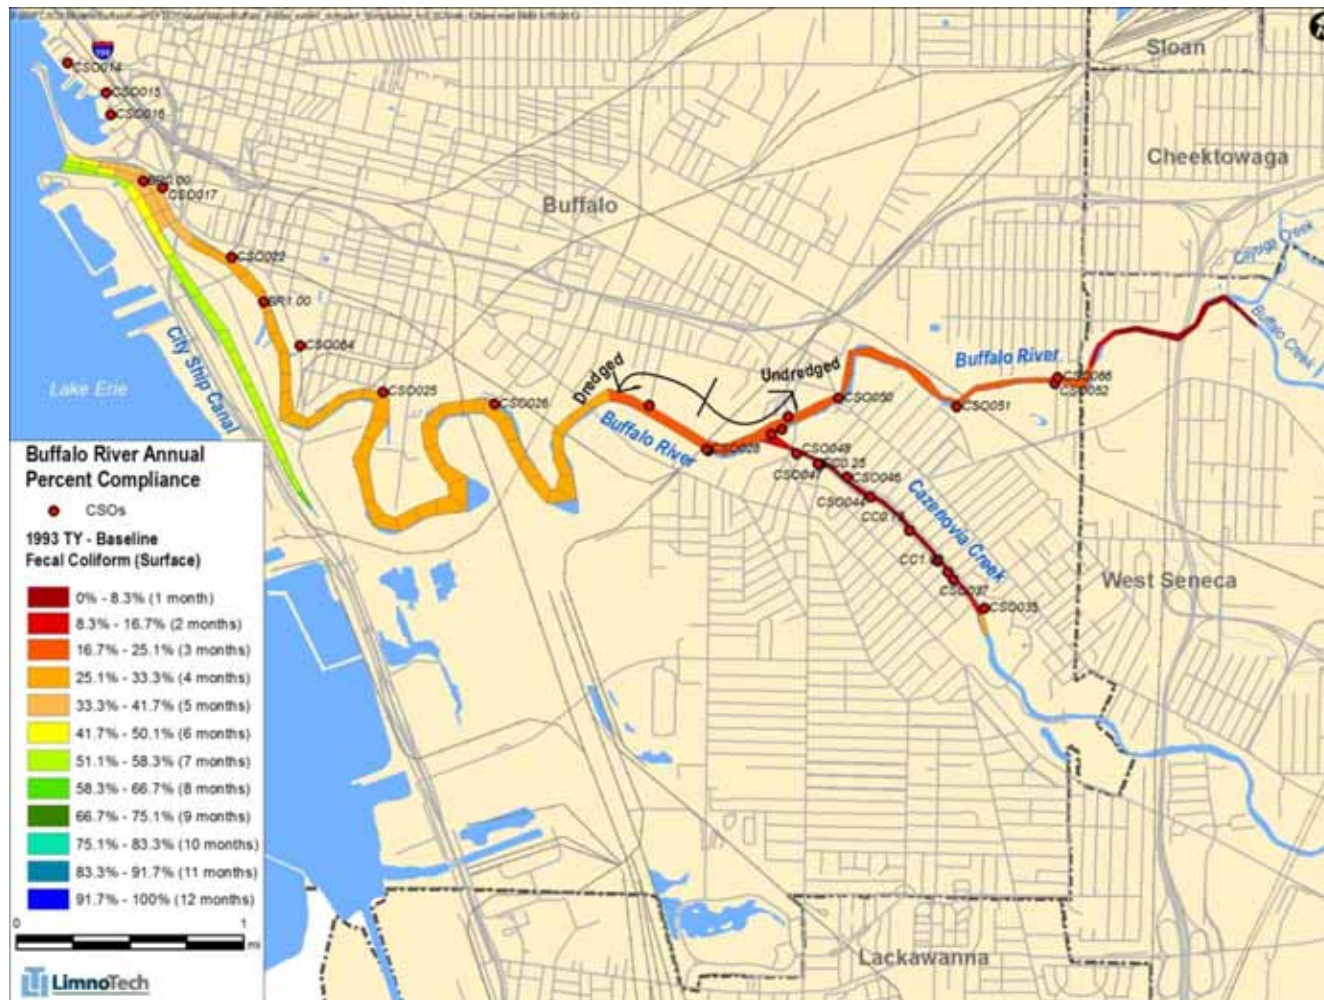 Sloan
Cheektowaga
Buffalo
190
CSO014
CSO015
CSO016
BR0.00
CSO017
CSO022
BR1.00
CSO064
CSO025
CSO026
Dredged
Undredged
Buffalo River
Buffalo River
CSO028
CSO050
CSO051
CSO066
CSO052
Cayuga Creek
Buffalo Creek
CSO048
CSO047
CC0.25
CSO046
CSO044
Cazenovia Creek
CSO037
CSO035
West Seneca
City Ship Canal
Lake Erie
Lackawanna
Buffalo River Annual
Percent Compliance
CSOs
1993 TY - Baseline
Fecal Coliform (Surface)
0% - 8.3% (1 month)
8.3% - 16.7% (2 months)
16.7% - 25.1% (3 months)
25.1% - 33.3% (4 months)
33.3% - 41.7% (5 months)
41.7% - 50.1% (6 months)
51.1% - 58.3% (7 months)
58.3% - 66.7% (8 months)
66.7% - 75.1% (9 months)
75.1% - 83.3% (10 months)
83.3% - 91.7% (11 months)
91.7% - 100% (12 months)
0 1
mi
LimnoTech